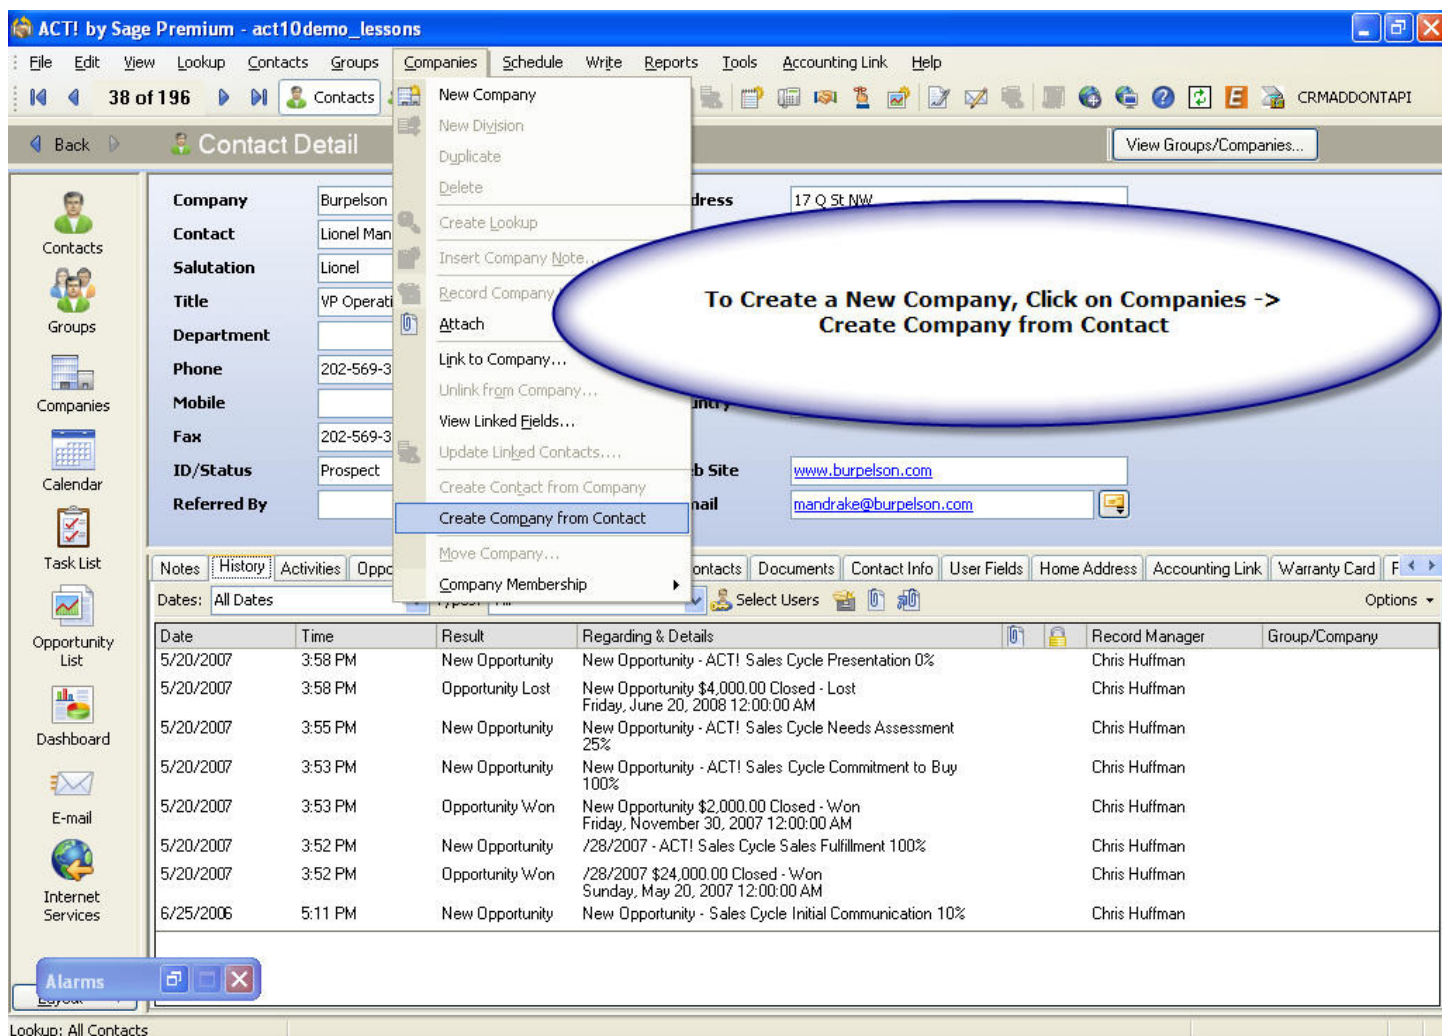 ACT! by Sage Premium - act10demo_lessons
File Edit View Lookup Contacts Groups Companies Schedule Write Reports Tools Accounting Link Help
38 of 196 Contacts CRMADDONTAPI
Back Contact Detail View Groups/Companies...
Contacts
Groups
Companies
Calendar
Task List
Opportunity
List
Dashboard
E-mail
Internet
Services
Company Burpelson
Contact Lionel Man
Salutation Lionel
Title VP Operati
Department
Phone 202-569-3
Mobile
Fax 202-569-3
ID/Status Prospect
Referred By
New Company
New Division
Duplicate
Delete
Create Lookup
Insert Company Note...
Record Company
Attach
Link to Company...
Unlink from Company...
View Linked Fields...
Update Linked Contacts....
Create Contact from Company
Create Company from Contact
Move Company...
Company Membership
dress 17 Q St NW
To Create a New Company, Click on Companies ->
Create Company from Contact
untry
b Site www.burpelson.com
nail mandrake@burpelson.com
Notes History Activities Oppo ontacts Documents Contact Info User Fields Home Address Accounting Link Warranty Card F
Dates: All Dates Types: All Select Users Options
Date Time Result Regarding & Details Record Manager Group/Company
5/20/2007 3:58 PM New Opportunity New Opportunity - ACT! Sales Cycle Presentation 0% Chris Huffman
5/20/2007 3:58 PM Opportunity Lost New Opportunity $4,000.00 Closed - Lost Chris Huffman
Friday, June 20, 2008 12:00:00 AM
5/20/2007 3:55 PM New Opportunity New Opportunity - ACT! Sales Cycle Needs Assessment Chris Huffman
25%
5/20/2007 3:53 PM New Opportunity New Opportunity - ACT! Sales Cycle Commitment to Buy Chris Huffman
100%
5/20/2007 3:53 PM Opportunity Won New Opportunity $2,000.00 Closed - Won Chris Huffman
Friday, November 30, 2007 12:00:00 AM
5/20/2007 3:52 PM New Opportunity /28/2007 - ACT! Sales Cycle Sales Fulfillment 100% Chris Huffman
5/20/2007 3:52 PM Opportunity Won /28/2007 $24,000.00 Closed - Won Chris Huffman
Sunday, May 20, 2007 12:00:00 AM
6/25/2006 5:11 PM New Opportunity New Opportunity - Sales Cycle Initial Communication 10% Chris Huffman
Alarms
Layout
Lookup: All Contacts